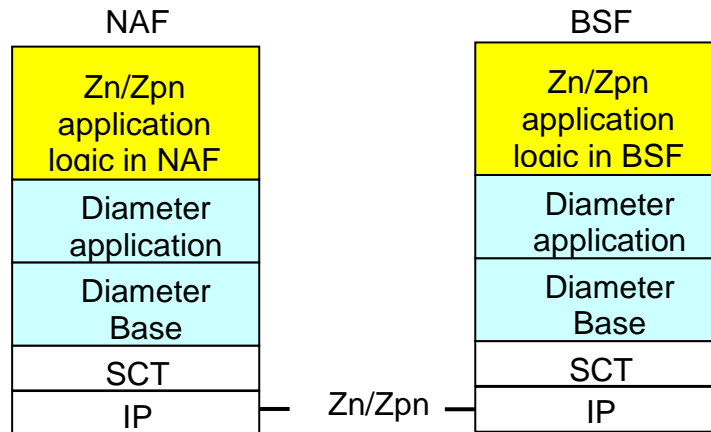 NAF
Zn/Zpn
application
logic in NAF
Diameter
application
Diameter
Base
SCT
IP
Zn/Zpn
BSF
Zn/Zpn
application
logic in BSF
Diameter
application
Diameter
Base
SCT
IP